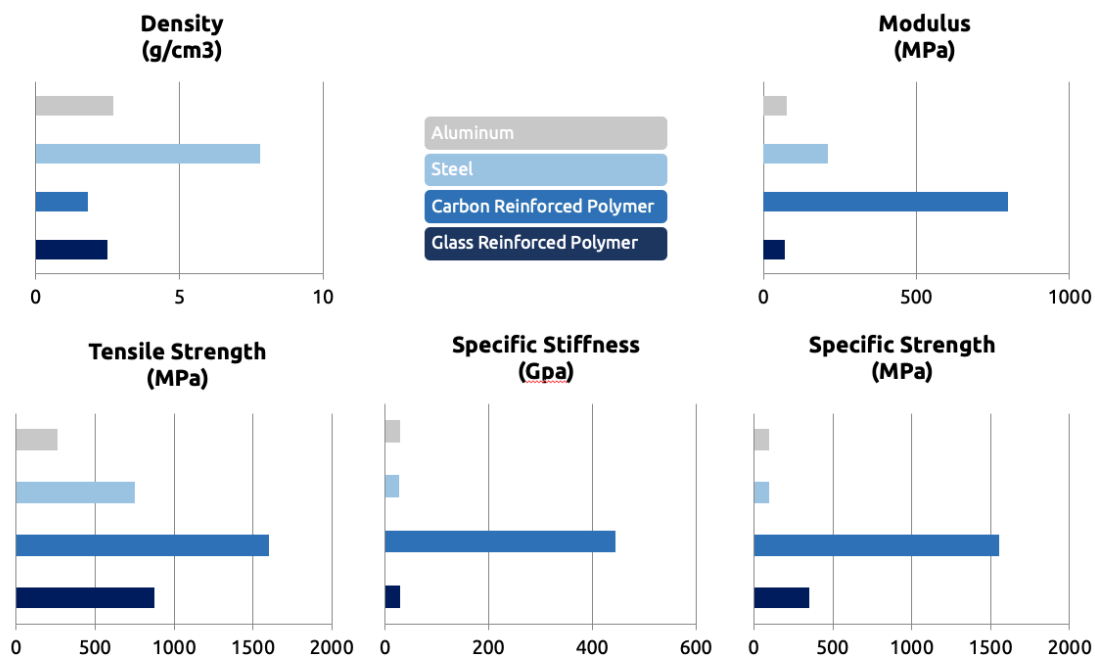 Density
(g/cm3)
0
5
10
Aluminum
Steel
Carbon Reinforced Polymer
Glass Reinforced Polymer
Modulus
(MPa)
0
500
1000
Tensile Strength
(MPa)
0
500
1000
1500
2000
Specific Stiffness
(Gpa)
0
200
400
600
Specific Strength
(MPa)
0
500
1000
1500
2000